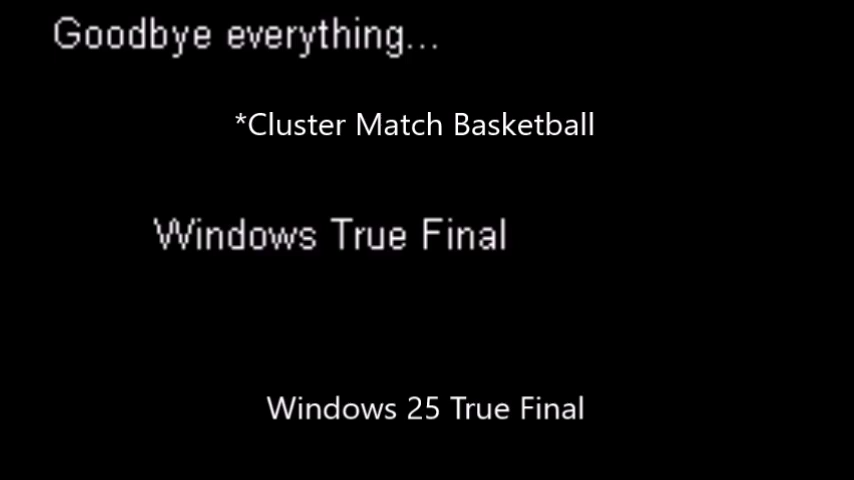 Goodbye everything...
*Cluster Match Basketball
Windows True Final
Windows 25 True Final